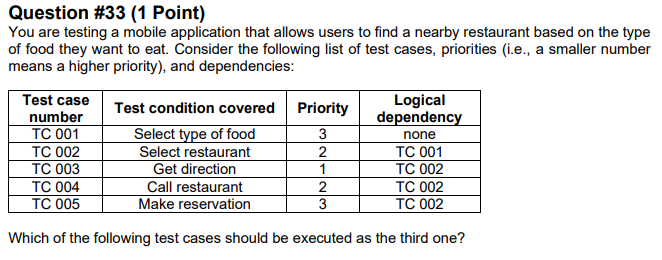 Question #33 (1 Point)
You are testing a mobile application that allows users to find a nearby restaurant based on the type
of food they want to eat. Consider the following list of test cases, priorities (i.e., a smaller number
means a higher priority), and dependencies:
Test case number Test condition covered Priority Logical dependency
TC 001 Select type of food 3 none
TC 002 Select restaurant 2 TC 001
TC 003 Get direction 1 TC 002
TC 004 Call restaurant 2 TC 002
TC 005 Make reservation 3 TC 002
Which of the following test cases should be executed as the third one?